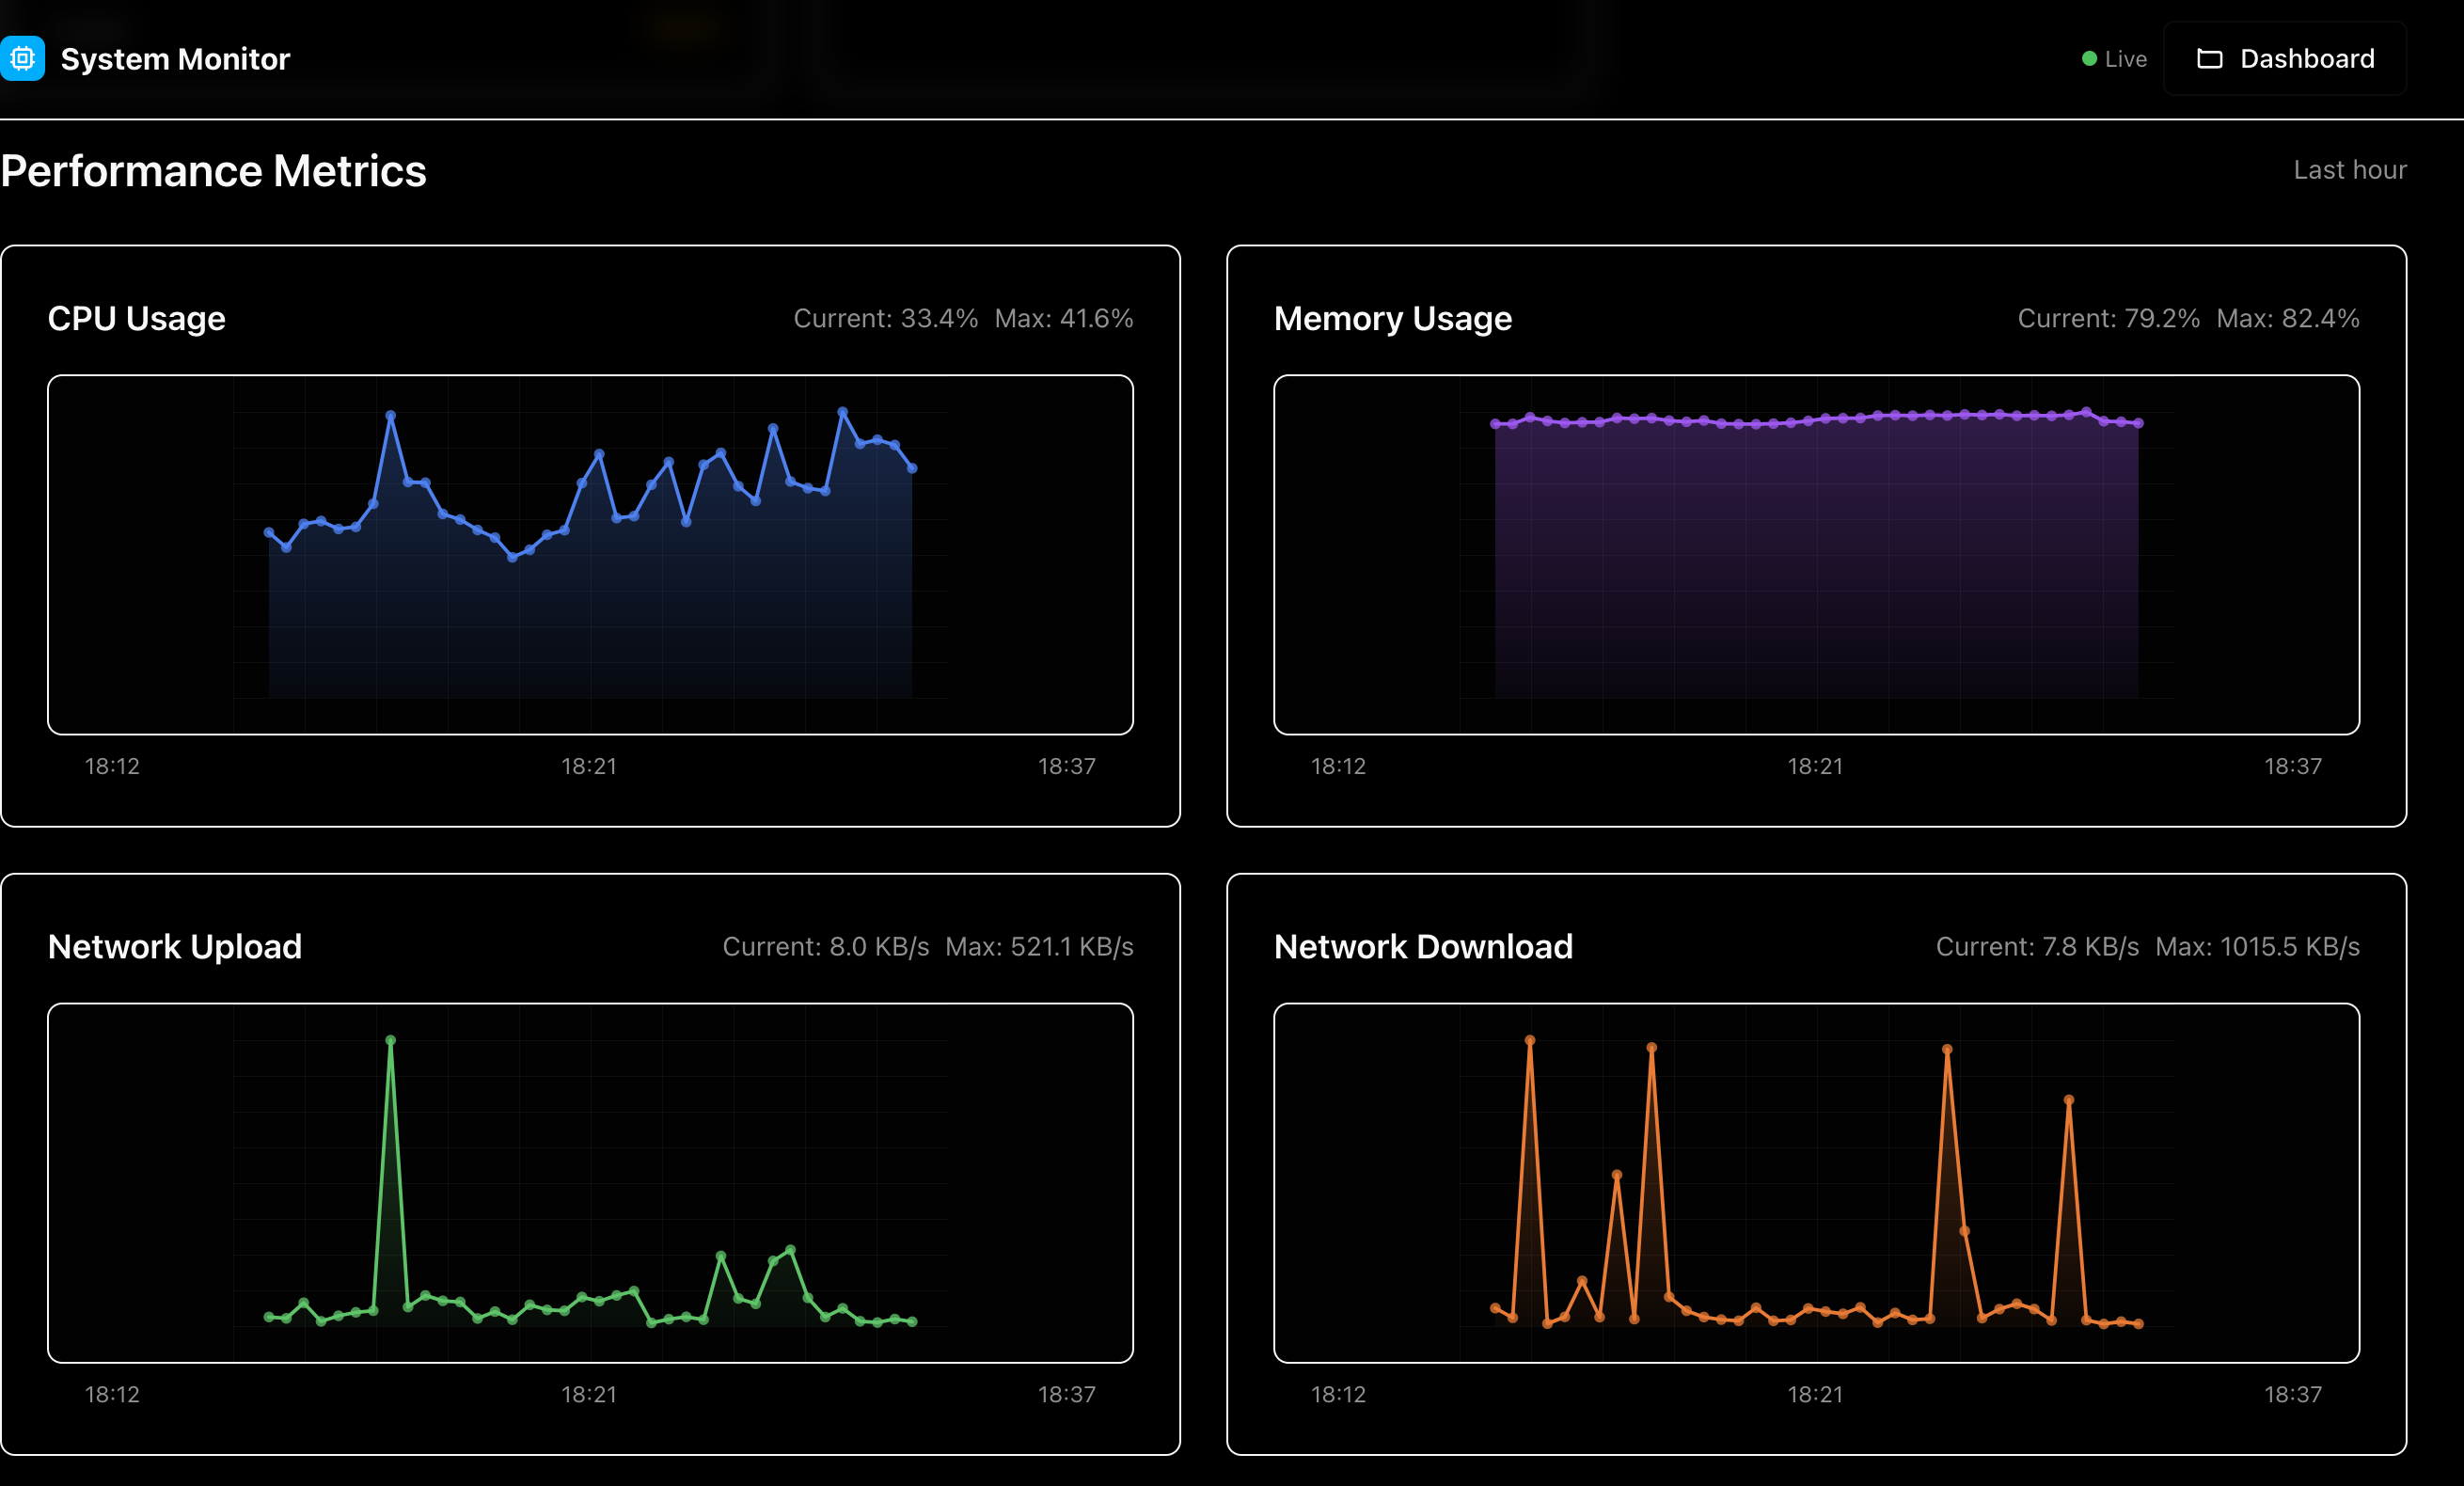 System Monitor
Live
Dashboard
Performance Metrics
Last hour
CPU Usage
Current: 33.4% Max: 41.6%
18:12 18:21 18:37
Memory Usage
Current: 79.2% Max: 82.4%
18:12 18:21 18:37
Network Upload
Current: 8.0 KB/s Max: 521.1 KB/s
18:12 18:21 18:37
Network Download
Current: 7.8 KB/s Max: 1015.5 KB/s
18:12 18:21 18:37